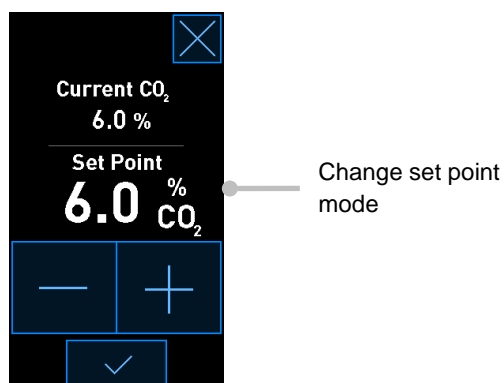 Current CO₂
6.0 %
Set Point
6.0 % CO₂
Change set point
mode